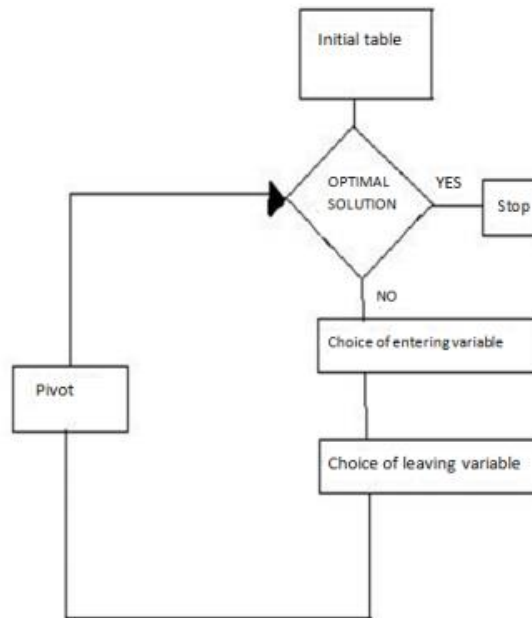 Initial table
OPTIMAL
SOLUTION
YES
Stop
NO
Choice of entering variable
Pivot
Choice of leaving variable